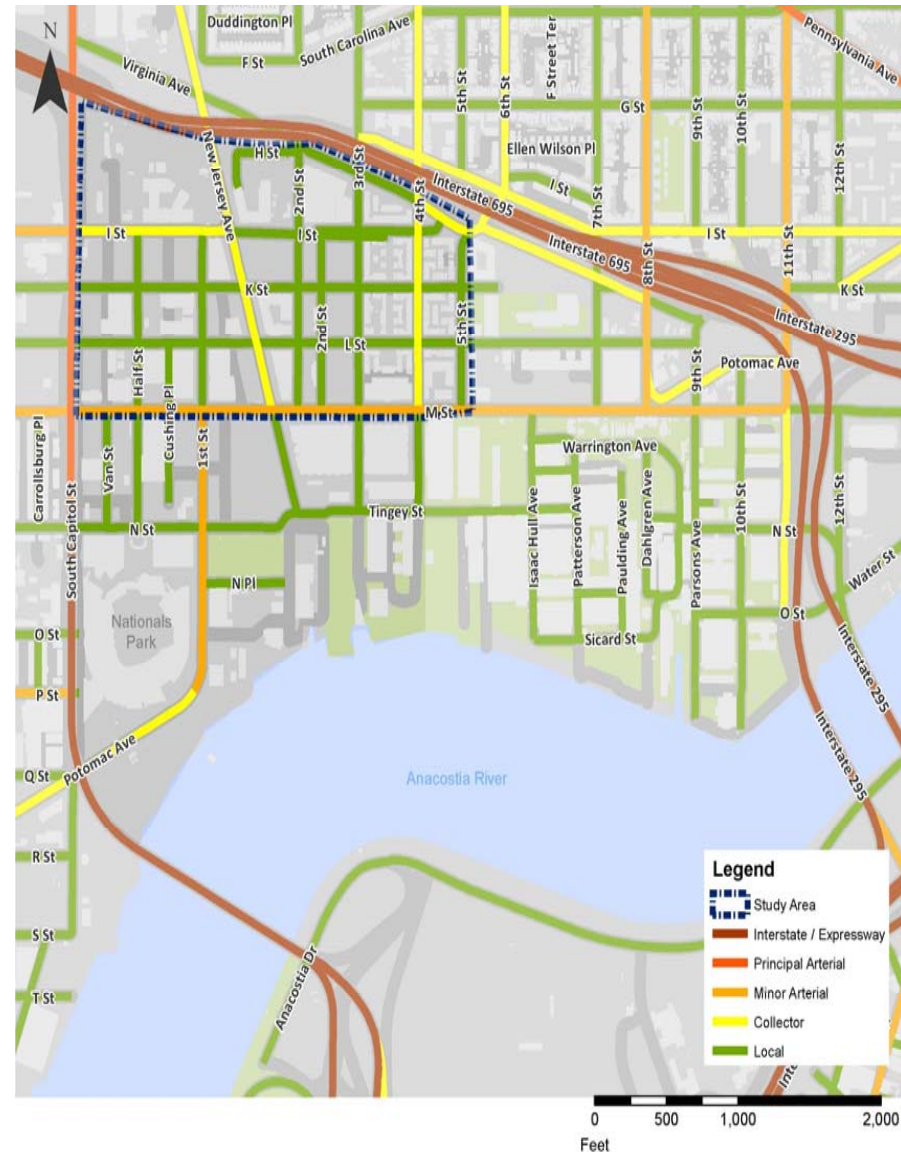 Duddington Pl
South Carolina Ave
Pennsylvania Ave
N
F St
Virginia Ave
5th St
6th St
F Street Ter
G St
9th St
10th St
12th St
New Jersey Ave
H St
2nd St
3rd St
4th St
Interstate 695
Ellen Wilson Pl
I St
7th St
8th St
11th St
I St
I St
I St
Interstate 695
K St
K St
Interstate 295
Half St
2nd St
L St
5th St
9th St
Potomac Ave
Cushing Pl
M St
Carrollsburg Pl
South Capitol St
Van St
1st St
Warrington Ave
Isaac Hull Ave
Patterson Ave
Paulding Ave
Dahlgren Ave
Parsons Ave
10th St
12th St
N St
Tingey St
N St
Water St
N Pl
Nationals
Park
O St
O St
Sicard St
P St
Interstate 295
Interstate 295
Potomac Ave
Q St
Anacostia River
R St
S St
T St
Anacostia Dr
Legend
Study Area
Interstate / Expressway
Principal Arterial
Minor Arterial
Collector
Local
0 500 1,000 2,000
Feet